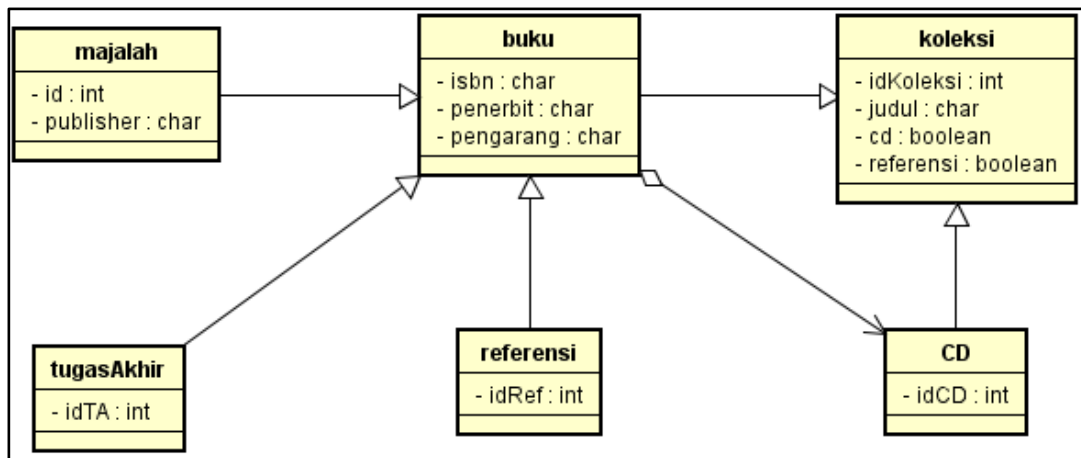 majalah
- id : int
- publisher : char
buku
- isbn : char
- penerbit : char
- pengarang : char
koleksi
- idKoleksi : int
- judul : char
- cd : boolean
- referensi : boolean
tugasAkhir
- idTA : int
referensi
- idRef : int
CD
- idCD : int